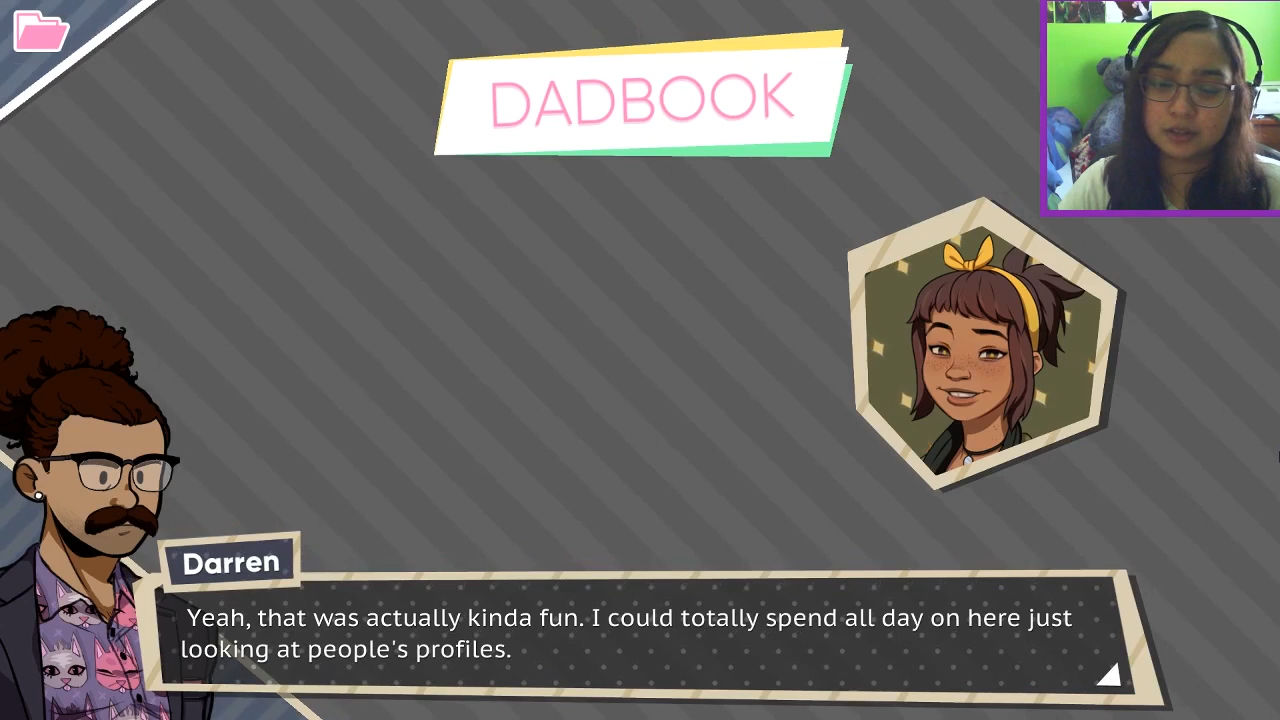 DADBOOK
Darren
Yeah, that was actually kinda fun. I could totally spend all day on here just
looking at people's profiles.